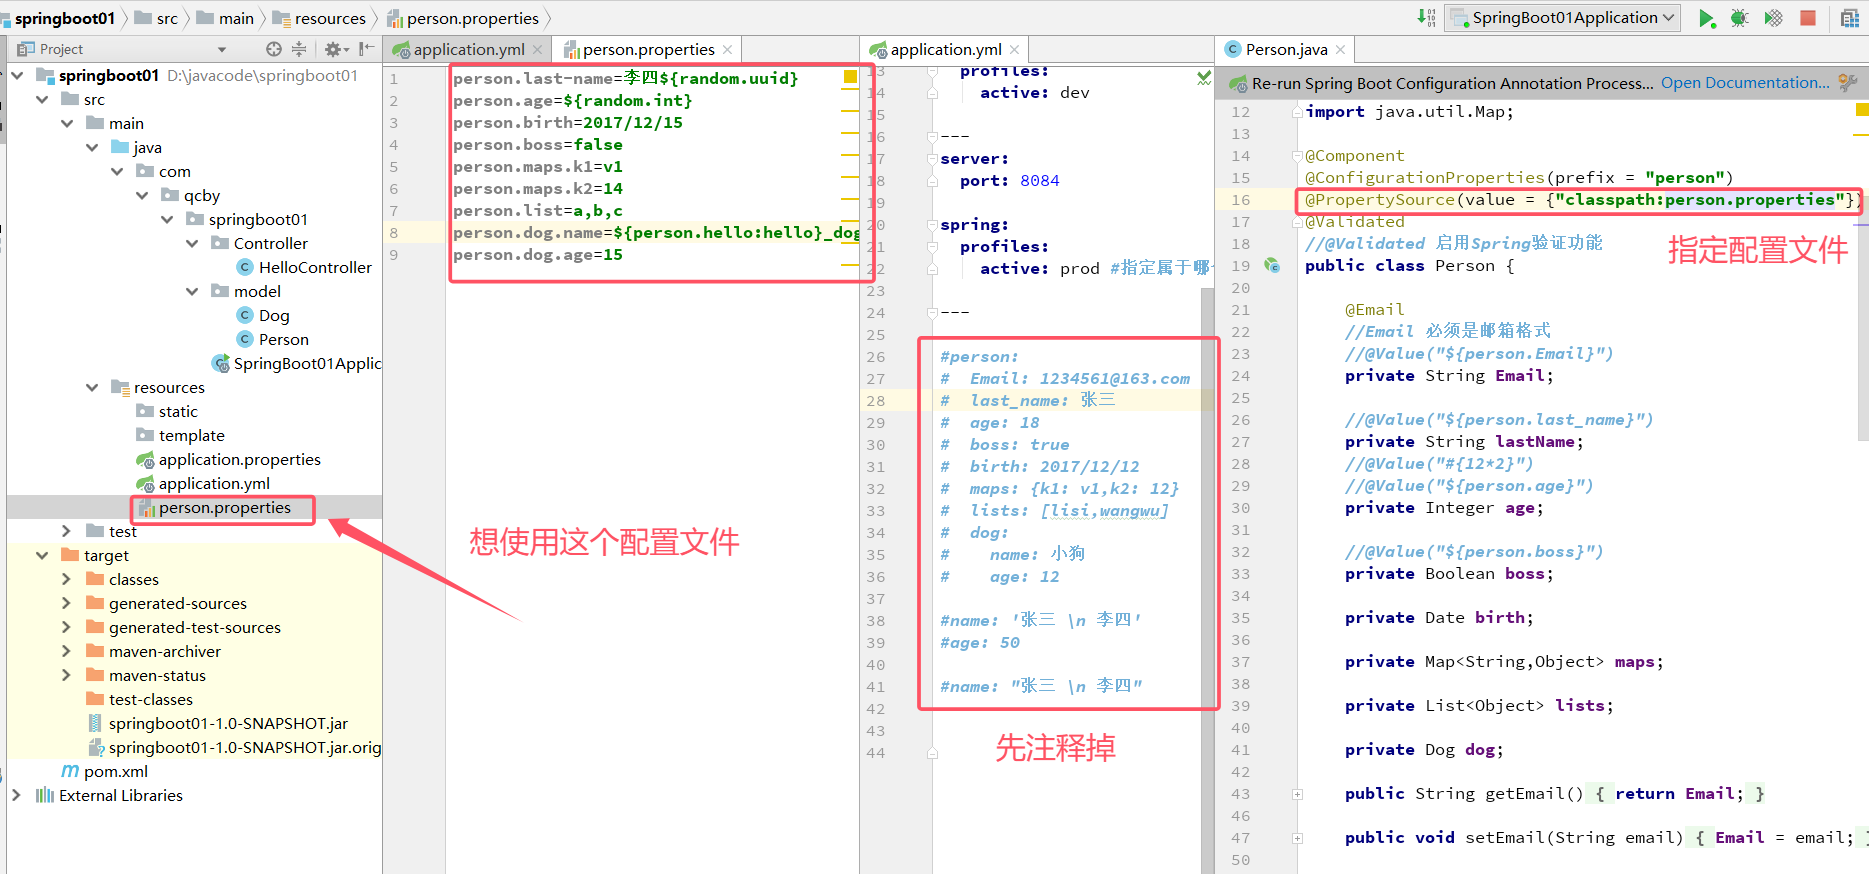 springboot01
src
main
resources
person.properties
SpringBoot01Application
Project
application.yml
person.properties
application.yml
Person.java
springboot01 D:\javacode\springboot01
src
main
java
com
qcby
springboot01
Controller
HelloController
model
Dog
Person
SpringBoot01Applic
resources
static
template
application.properties
application.yml
person.properties
test
target
classes
generated-sources
generated-test-sources
maven-archiver
maven-status
test-classes
springboot01-1.0-SNAPSHOT.jar
springboot01-1.0-SNAPSHOT.jar.orig
pom.xml
External Libraries
1 person.last-name=李四${random.uuid}
2 person.age=${random.int}
3 person.birth=2017/12/15
4 person.boss=false
5 person.maps.k1=v1
6 person.maps.k2=14
7 person.list=a,b,c
8 person.dog.name=${person.hello:hello}_dog
9 person.dog.age=15
想使用这个配置文件
13 profiles:
14 active: dev
15
16 ---
17 server:
18 port: 8084
19
20 spring:
21 profiles:
22 active: prod #指定属于哪
23
24 ---
25
26 #person:
27 # Email: 1234561@163.com
28 # last_name: 张三
29 # age: 18
30 # boss: true
31 # birth: 2017/12/12
32 # maps: {k1: v1,k2: 12}
33 # lists: [lisi,wangwu]
34 # dog:
35 # name: 小狗
36 # age: 12
37
38 #name: '张三 \n 李四'
39 #age: 50
40
41 #name: "张三 \n 李四"
42
43
44
先注释掉
Re-run Spring Boot Configuration Annotation Process... Open Documentation...
12 import java.util.Map;
13
14 @Component
15 @ConfigurationProperties(prefix = "person")
16 @PropertySource(value = {"classpath:person.properties"})
17 @Validated
18 //@Validated 启用Spring验证功能
19 public class Person {
20
21 @Email
22 //Email 必须是邮箱格式
23 //@Value("${person.Email}")
24 private String Email;
25
26 //@Value("${person.last_name}")
27 private String lastName;
28 //@Value("#{12*2}")
29 //@Value("${person.age}")
30 private Integer age;
31
32 //@Value("${person.boss}")
33 private Boolean boss;
34
35 private Date birth;
36
37 private Map<String,Object> maps;
38
39 private List<Object> lists;
40
41 private Dog dog;
42
43 public String getEmail() { return Email; }
46
47 public void setEmail(String email) { Email = email; }
50
指定配置文件